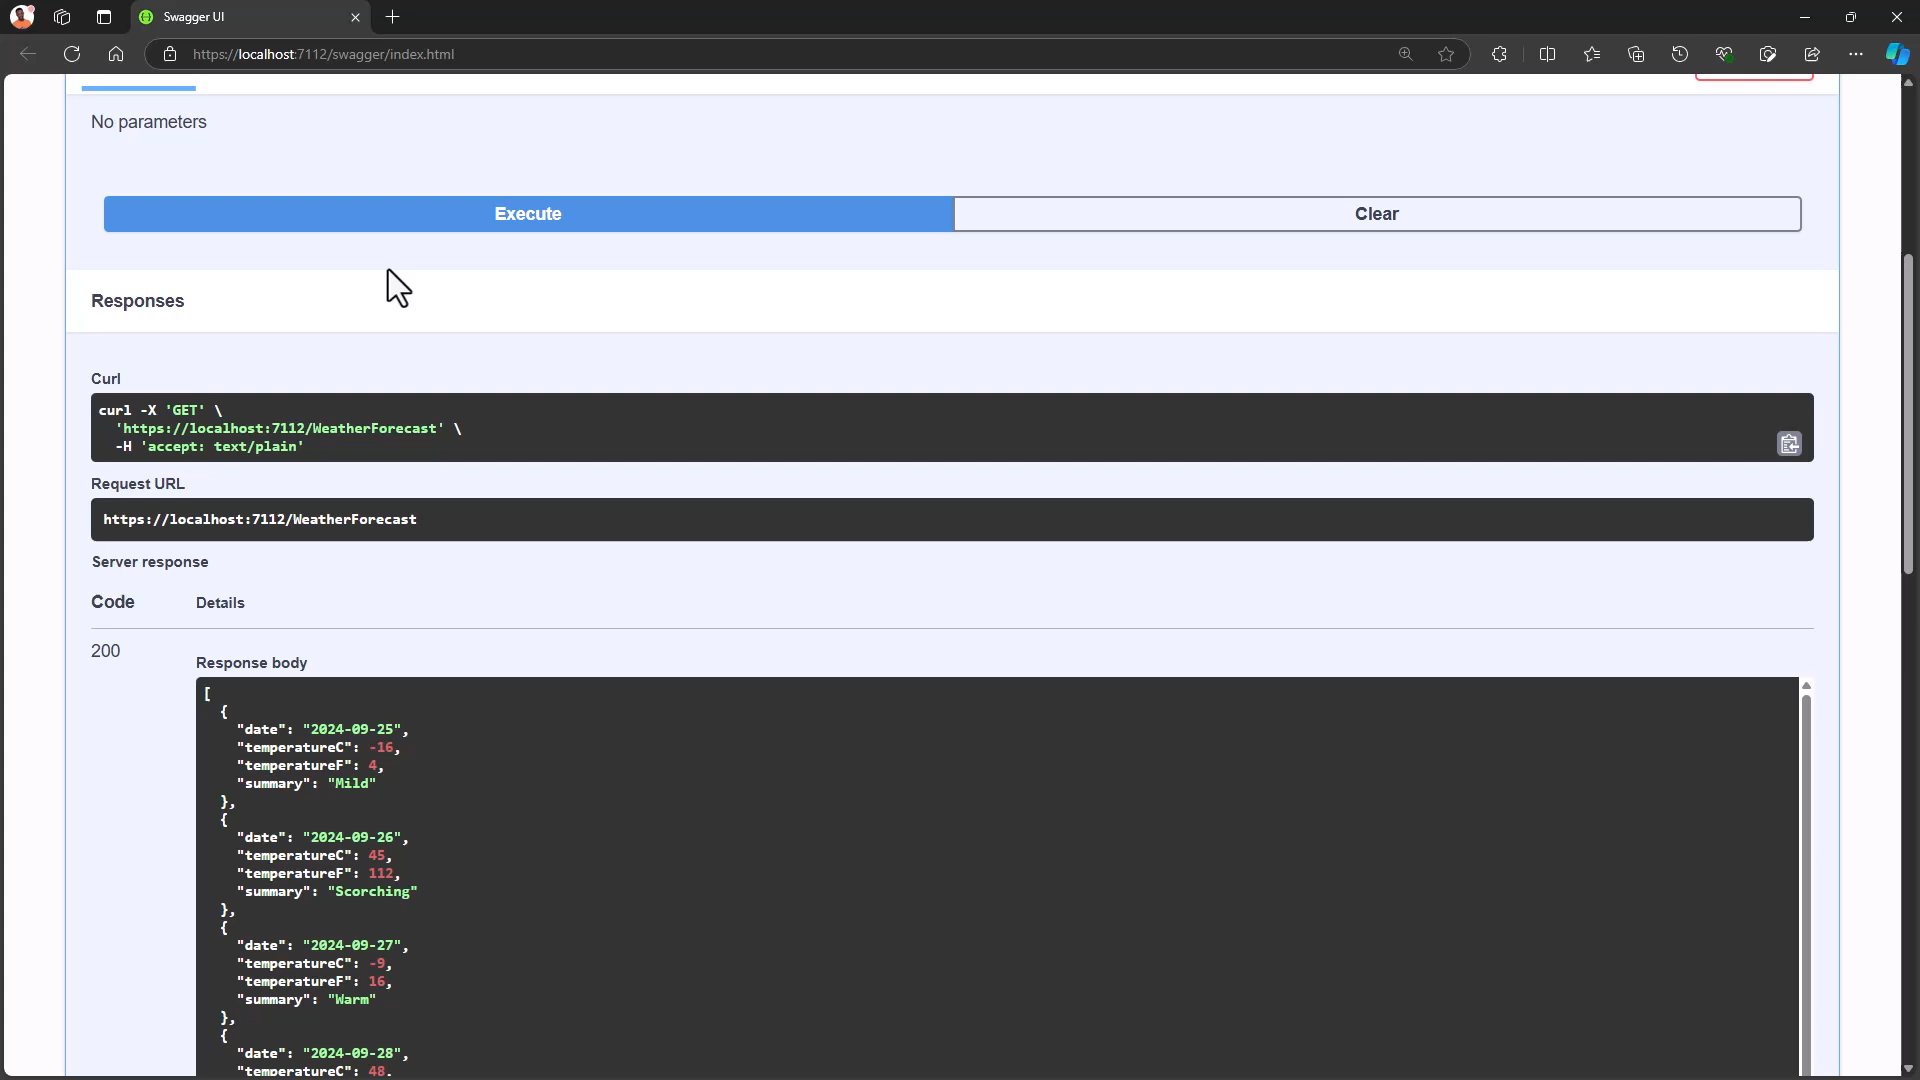 Swagger UI
https://localhost:7112/swagger/index.html
No parameters
Execute
Clear
Responses
Curl
curl -X 'GET' \
'https://localhost:7112/WeatherForecast' \
-H 'accept: text/plain'
Request URL
https://localhost:7112/WeatherForecast
Server response
Code
Details
200
Response body
[
{
"date": "2024-09-25",
"temperatureC": -16,
"temperatureF": 4,
"summary": "Mild"
},
{
"date": "2024-09-26",
"temperatureC": 45,
"temperatureF": 112,
"summary": "Scorching"
},
{
"date": "2024-09-27",
"temperatureC": -9,
"temperatureF": 16,
"summary": "Warm"
},
{
"date": "2024-09-28",
"temperatureC": 48,